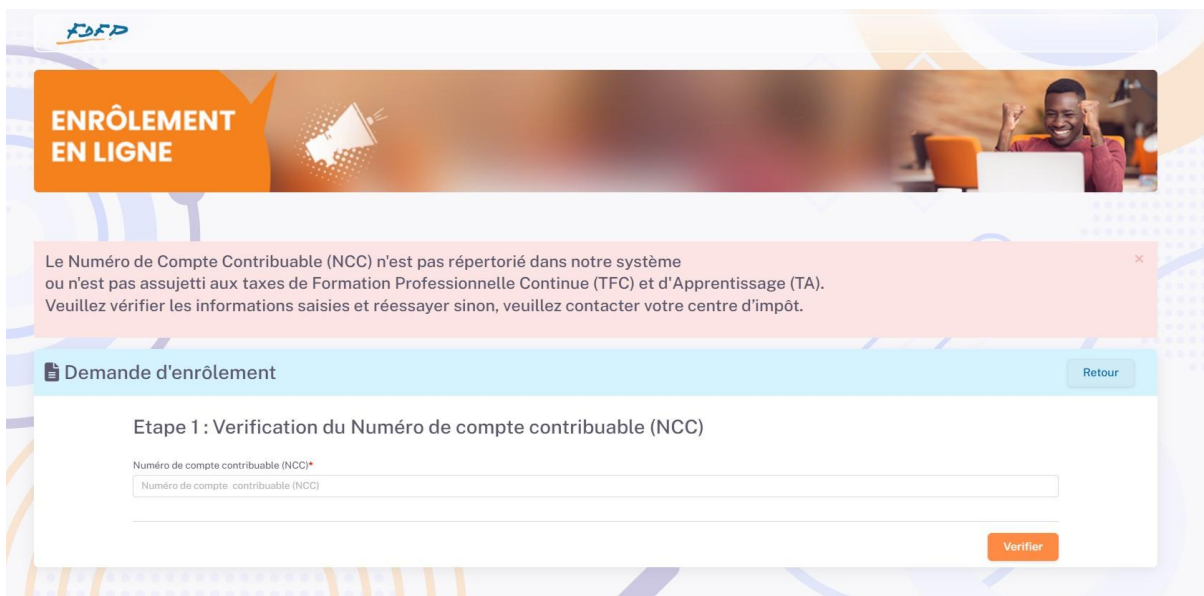 FDFP
ENRÔLEMENT
EN LIGNE
Le Numéro de Compte Contribuable (NCC) n'est pas répertorié dans notre système
ou n'est pas assujetti aux taxes de Formation Professionnelle Continue (TFC) et d'Apprentissage (TA).
Veuillez vérifier les informations saisies et réessayer sinon, veuillez contacter votre centre d’impôt.
×
Demande d'enrôlement
Retour
Etape 1 : Verification du Numéro de compte contribuable (NCC)
Numéro de compte contribuable (NCC)*
Numéro de compte contribuable (NCC)
Verifier